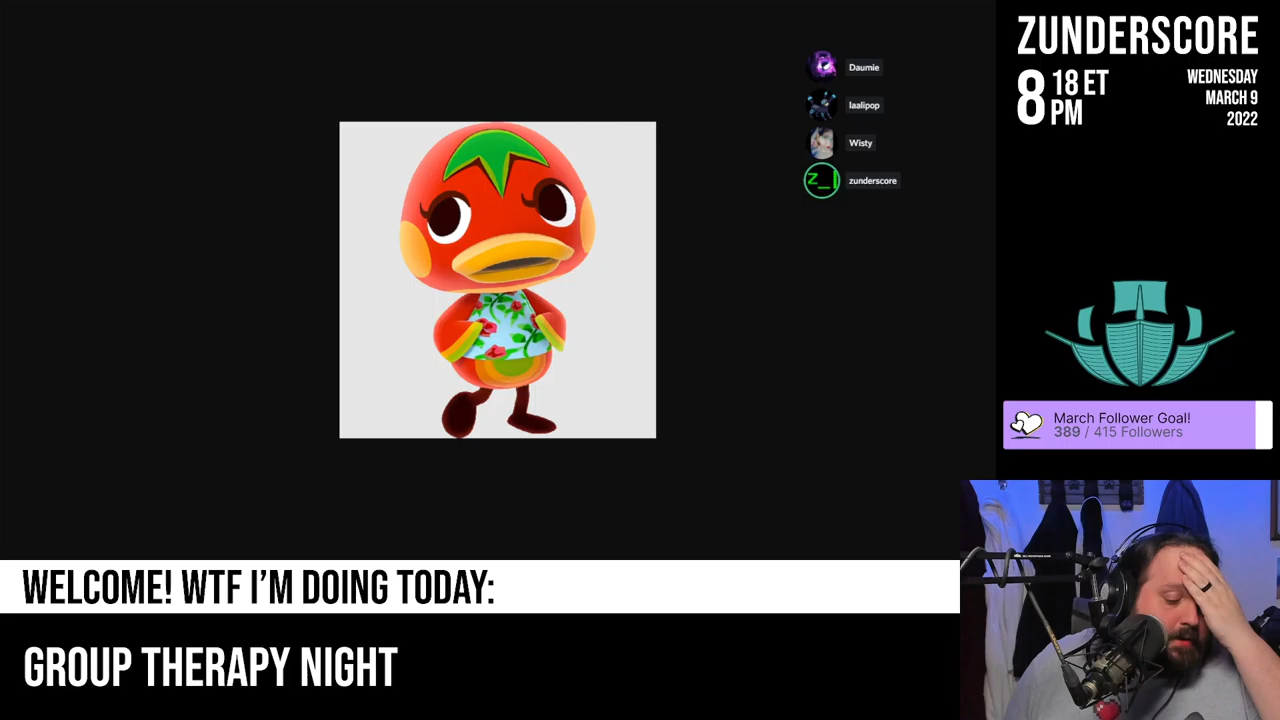 Daumie
laalipop
Wisty
z_
zunderscore
ZUNDERSCORE
8 18 ET
PM
WEDNESDAY
MARCH 9
2022
March Follower Goal!
389 / 415 Followers
WELCOME! WTF I'M DOING TODAY:
GROUP THERAPY NIGHT